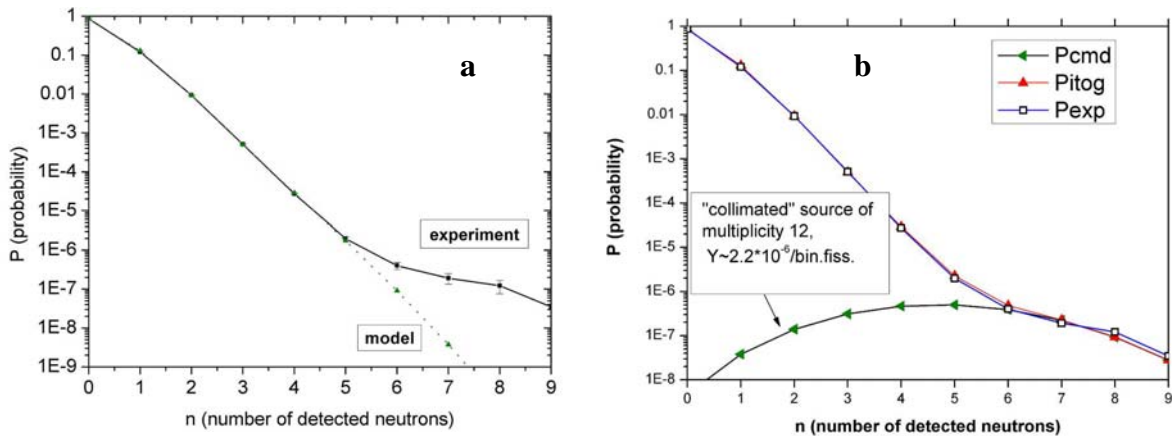 a
P (probability)
1
0.1
0.01
1E-3
1E-4
1E-5
1E-6
1E-7
1E-8
1E-9
experiment
model
0 1 2 3 4 5 6 7 8 9
n (number of detected neutrons)
b
P (probability)
1
0.1
0.01
1E-3
1E-4
1E-5
1E-6
1E-7
1E-8
Pcmd
Pitog
Pexp
"collimated" source of
multiplicity 12,
Y~2.2*10-6/bin.fiss.
0 1 2 3 4 5 6 7 8 9
n (number of detected neutrons)